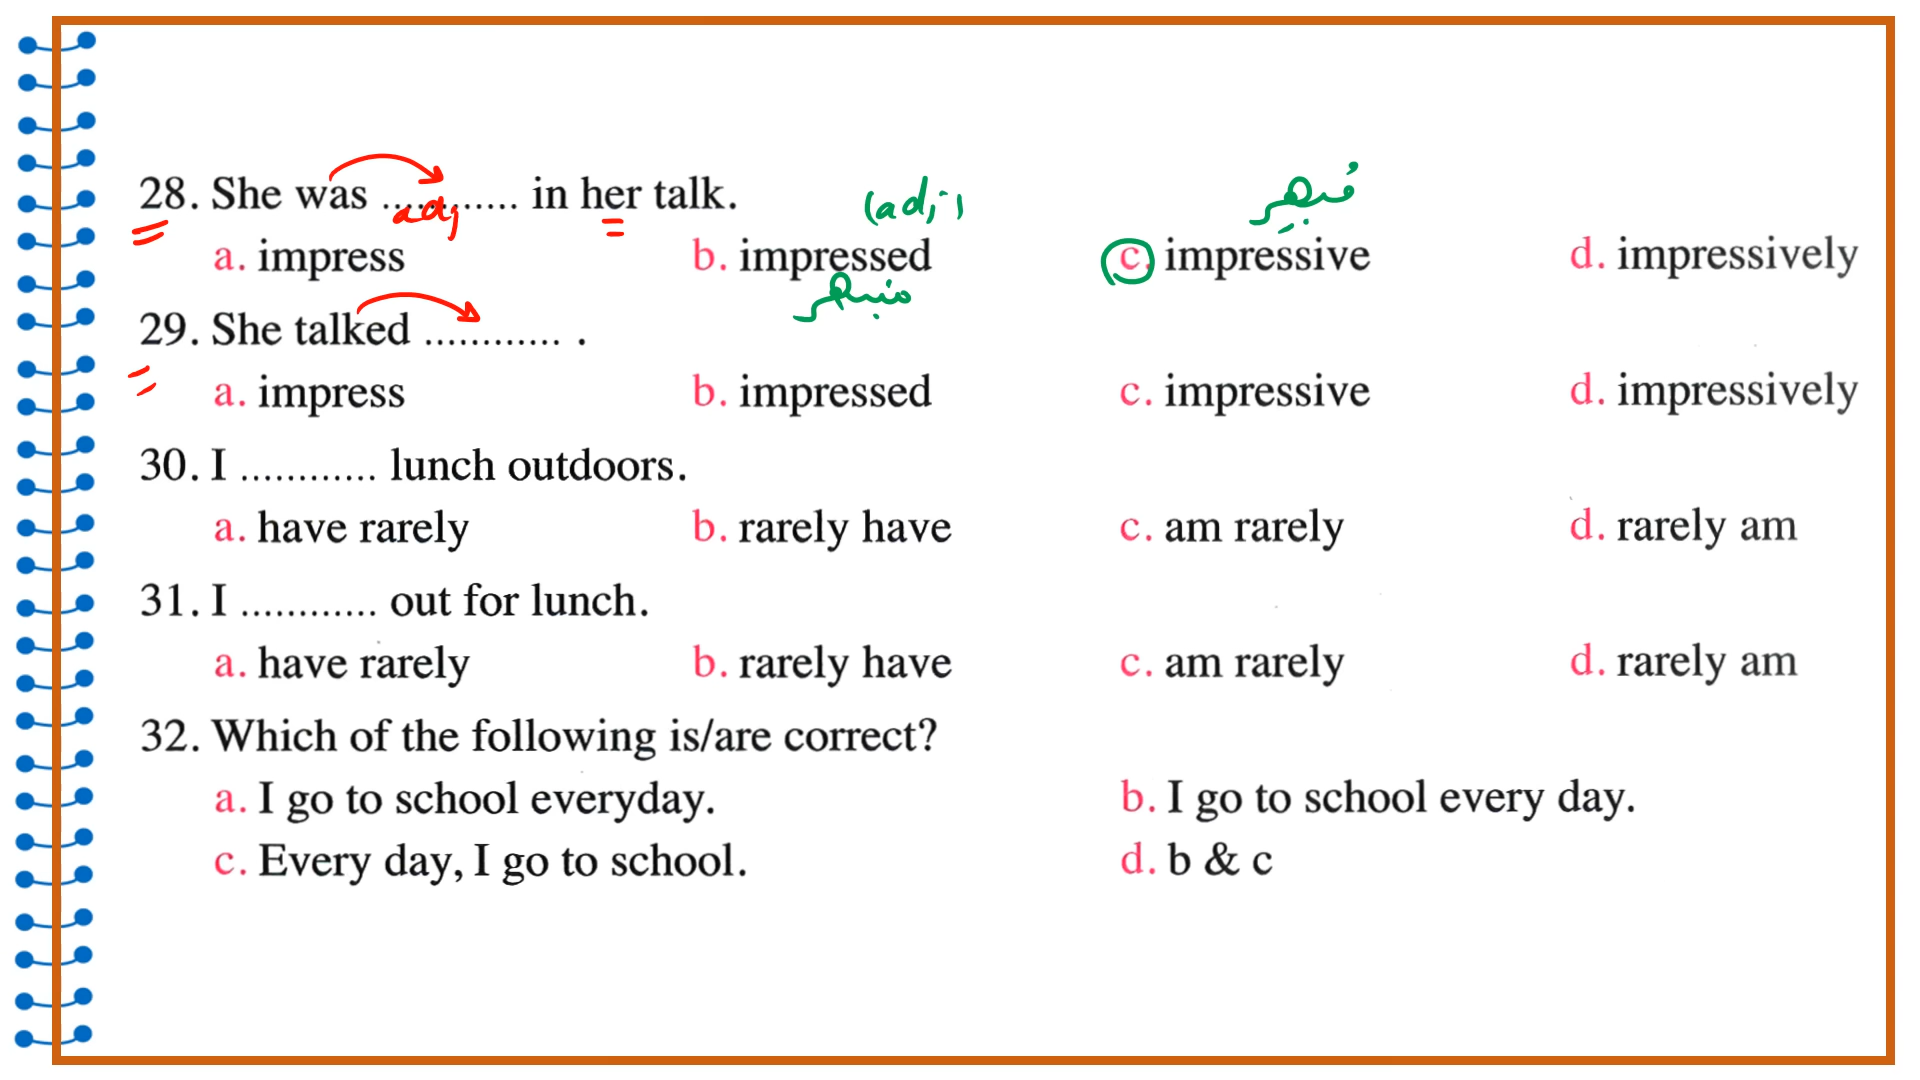 28. She was ............ in her talk.
adj
(adj)
مُبهِر
a. impress b. impressed c. impressive d. impressively
منبهر
29. She talked ............ .
a. impress b. impressed c. impressive d. impressively
30. I ............ lunch outdoors.
a. have rarely b. rarely have c. am rarely d. rarely am
31. I ............ out for lunch.
a. have rarely b. rarely have c. am rarely d. rarely am
32. Which of the following is/are correct?
a. I go to school everyday. b. I go to school every day.
c. Every day, I go to school. d. b & c